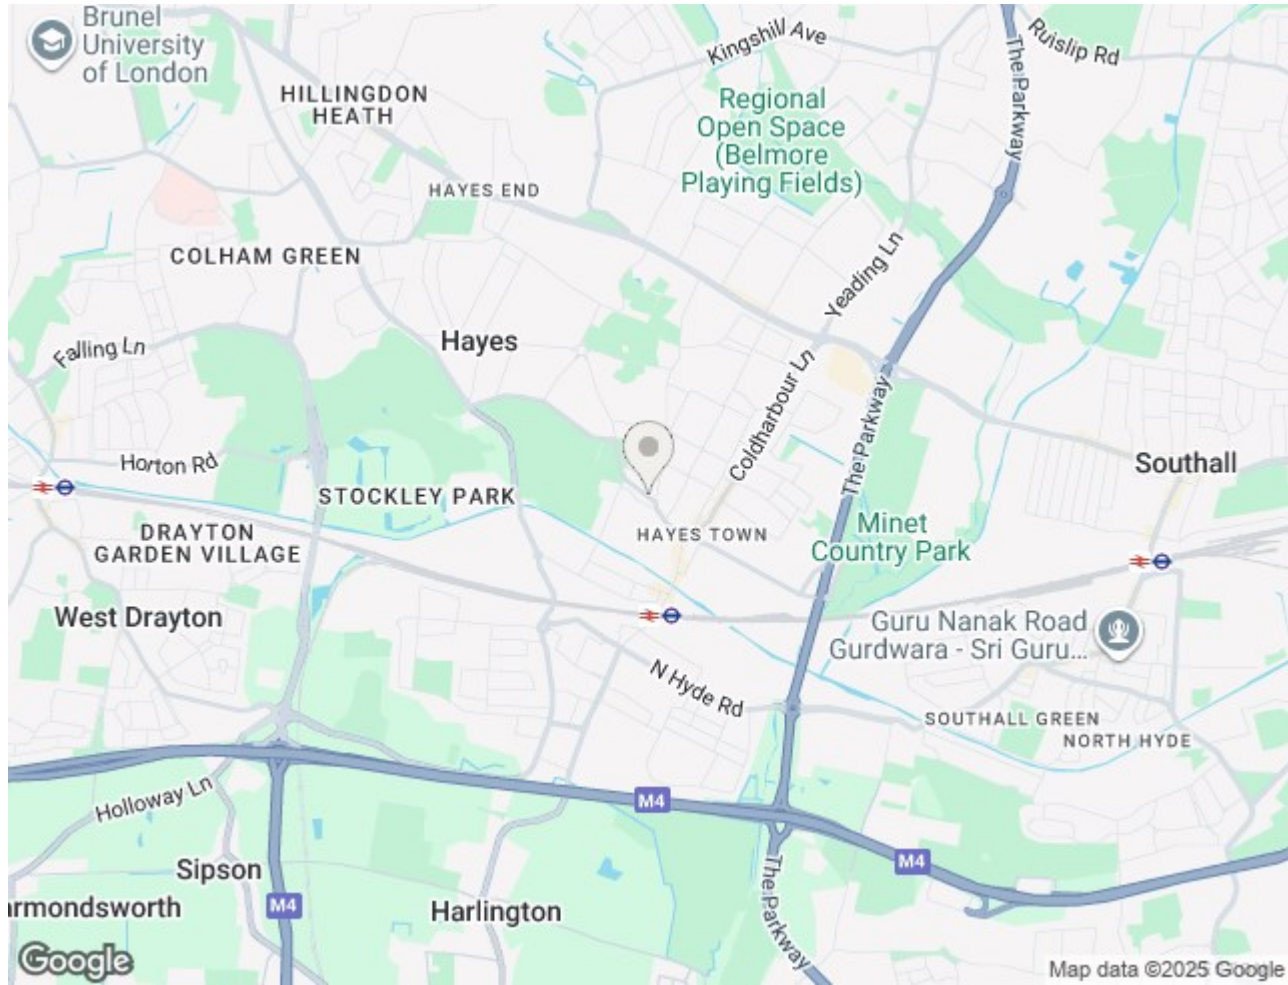 Brunel
University
of London
Kingshill Ave
Ruislip Rd
The Parkway
HILLINGDON
HEATH
Regional
Open Space
(Belmore
Playing Fields)
HAYES END
COLHAM GREEN
Yeading Ln
Falling Ln
Hayes
Coldharbour Ln
The Parkway
Horton Rd
Southall
STOCKLEY PARK
DRAYTON
GARDEN VILLAGE
HAYES TOWN
Minet
Country Park
West Drayton
Guru Nanak Road
Gurdwara - Sri Guru...
N Hyde Rd
SOUTHALL GREEN
NORTH HYDE
Holloway Ln
M4
M4
Sipson
The Parkway
armondsworth
M4
Harlington
Google
Map data ©2025 Google